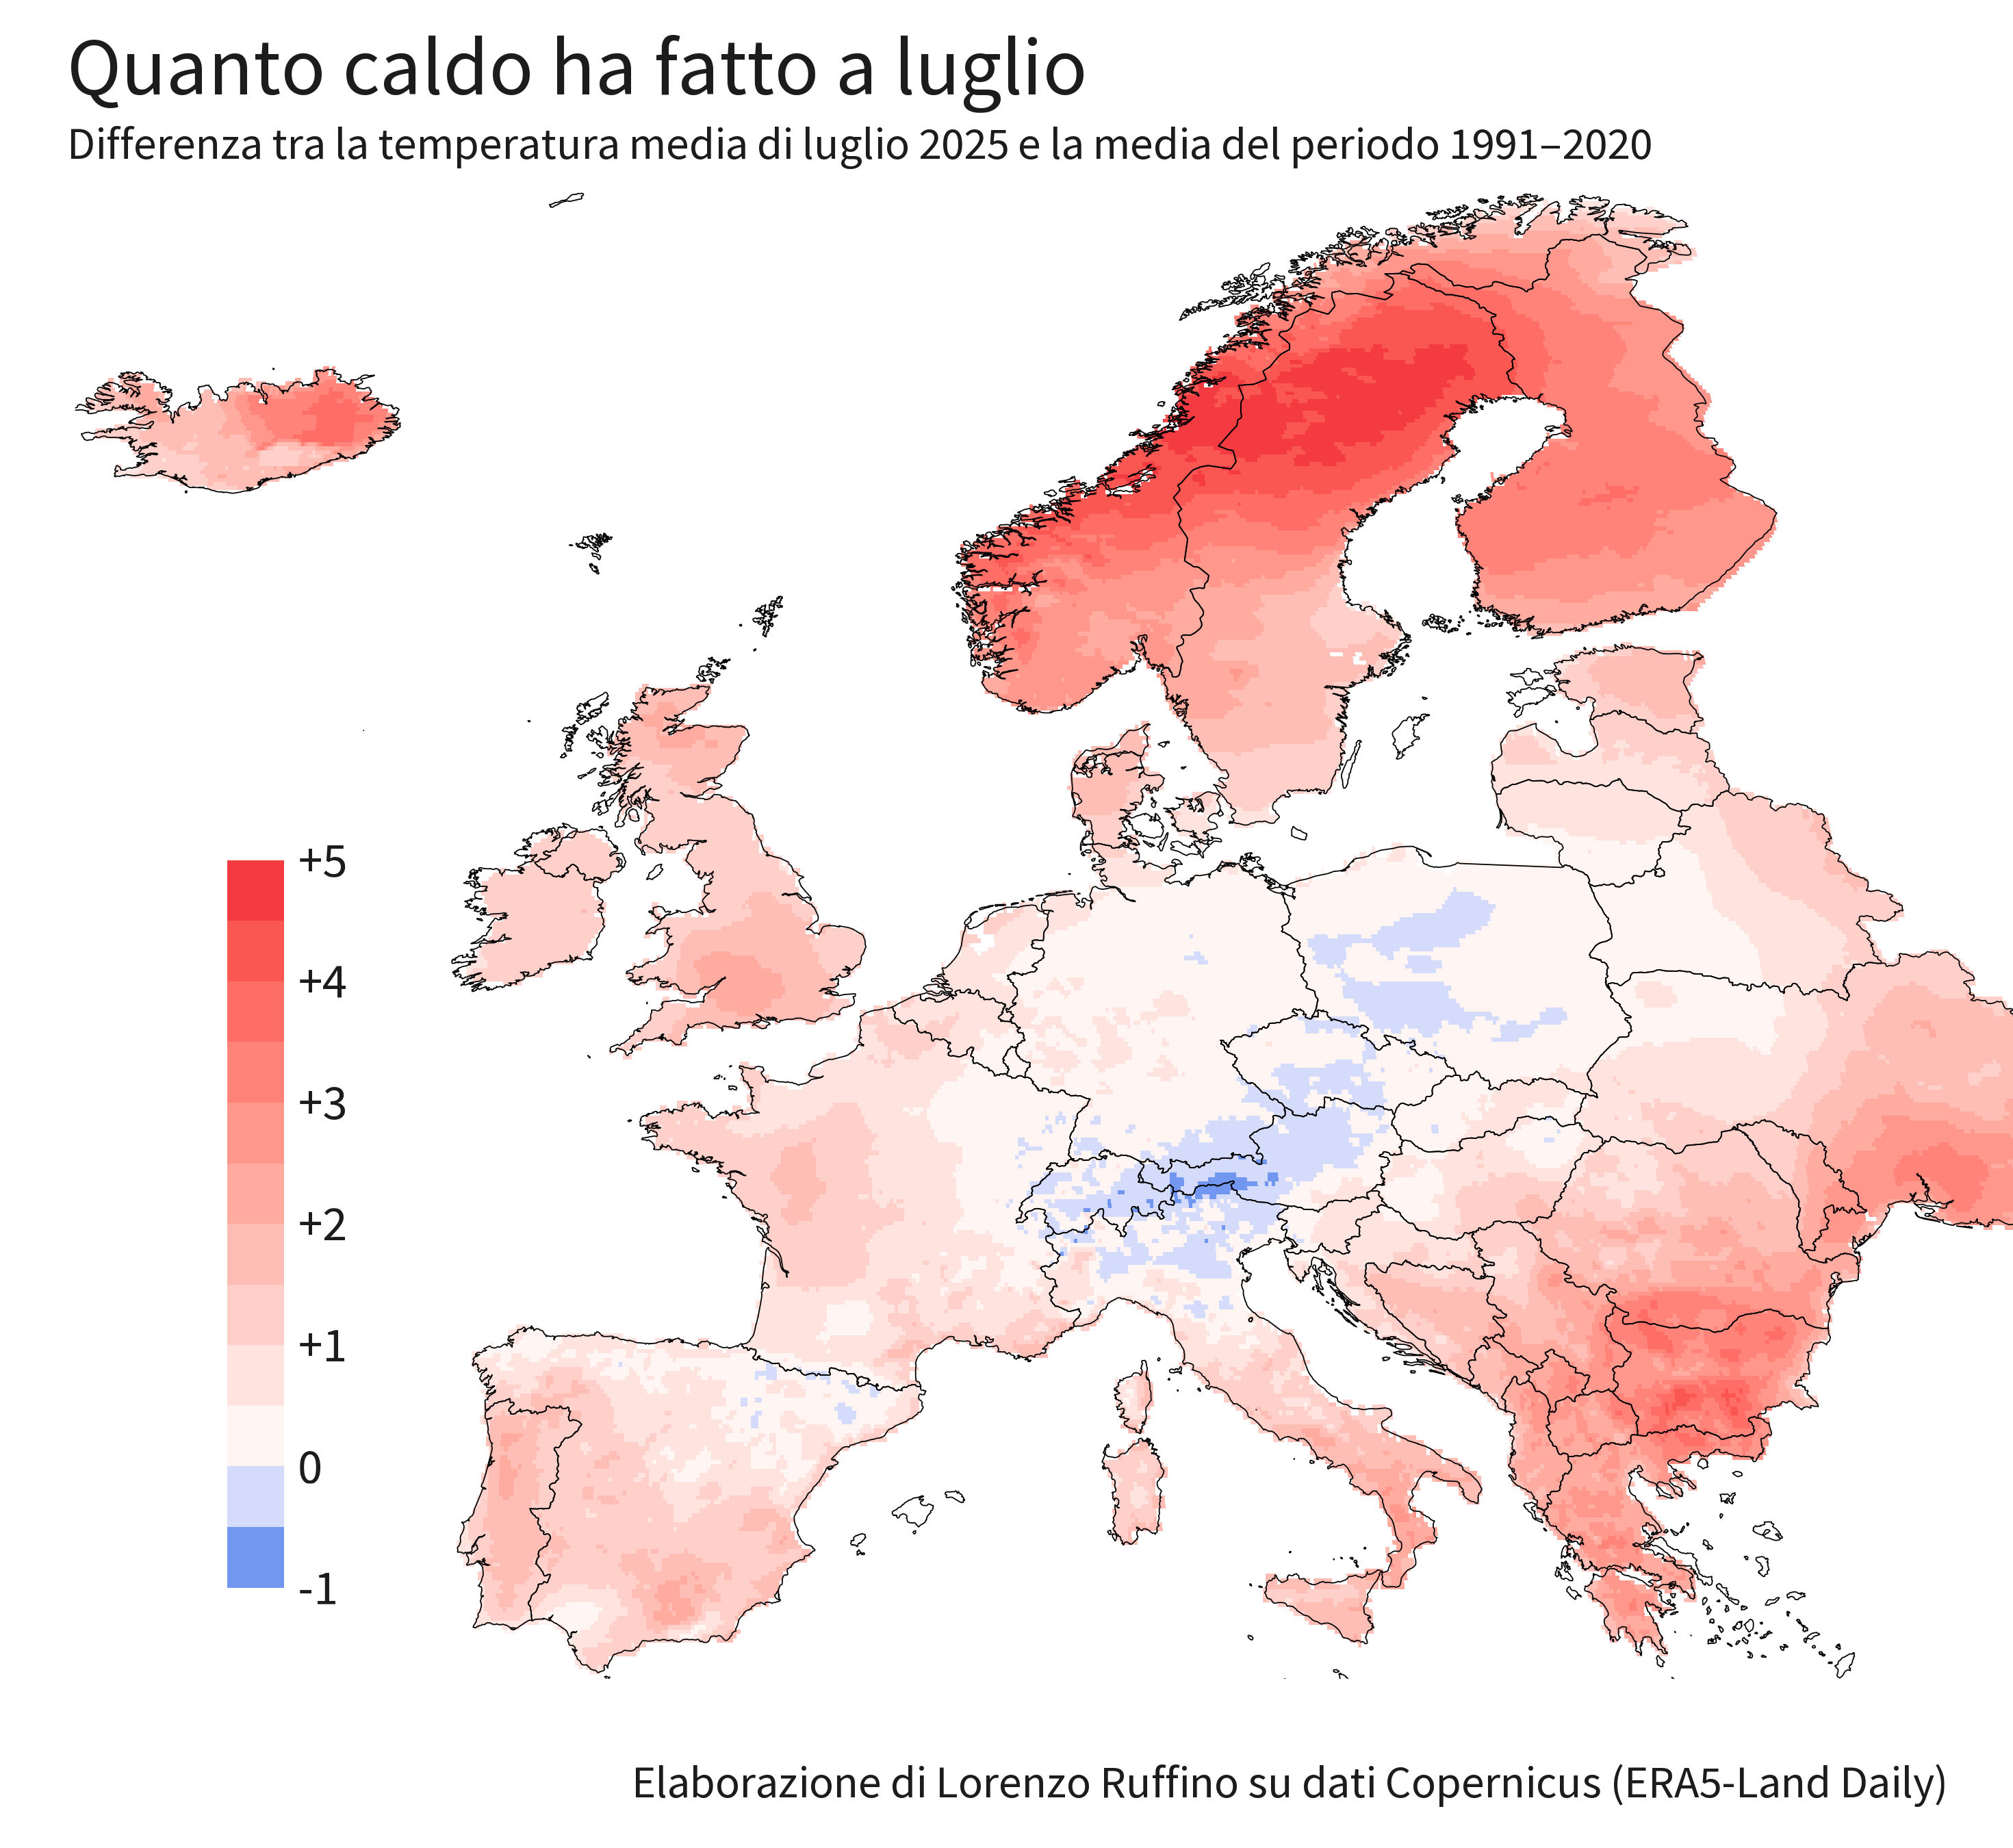 Quanto caldo ha fatto a luglio
Differenza tra la temperatura media di luglio 2025 e la media del periodo 1991–2020
+5
+4
+3
+2
+1
0
-1
Elaborazione di Lorenzo Ruffino su dati Copernicus (ERA5-Land Daily)